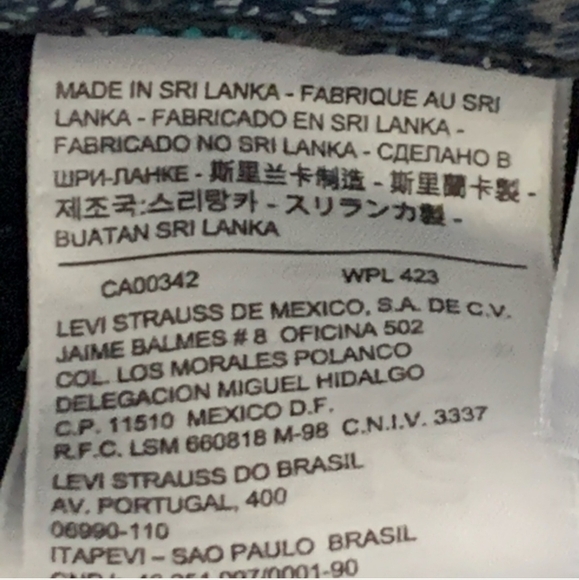 MADE IN SRI LANKA - FABRIQUE AU SRI
LANKA - FABRICADO EN SRI LANKA -
FABRICADO NO SRI LANKA - СДЕЛАНО В
ШРИ-ЛАНКЕ - 斯里兰卡制造 - 斯里蘭卡製 -
제조국:스리랑카 - スリランカ製 -
BUATAN SRI LANKA
CA00342 WPL 423
LEVI STRAUSS DE MEXICO, S.A. DE C.V.
JAIME BALMES # 8 OFICINA 502
COL. LOS MORALES POLANCO
DELEGACION MIGUEL HIDALGO
C.P. 11510 MEXICO D.F.
R.F.C. LSM 660818 M-98 C.N.I.V. 3337
LEVI STRAUSS DO BRASIL
AV. PORTUGAL, 400
06990-110
ITAPEVI – SAO PAULO BRASIL